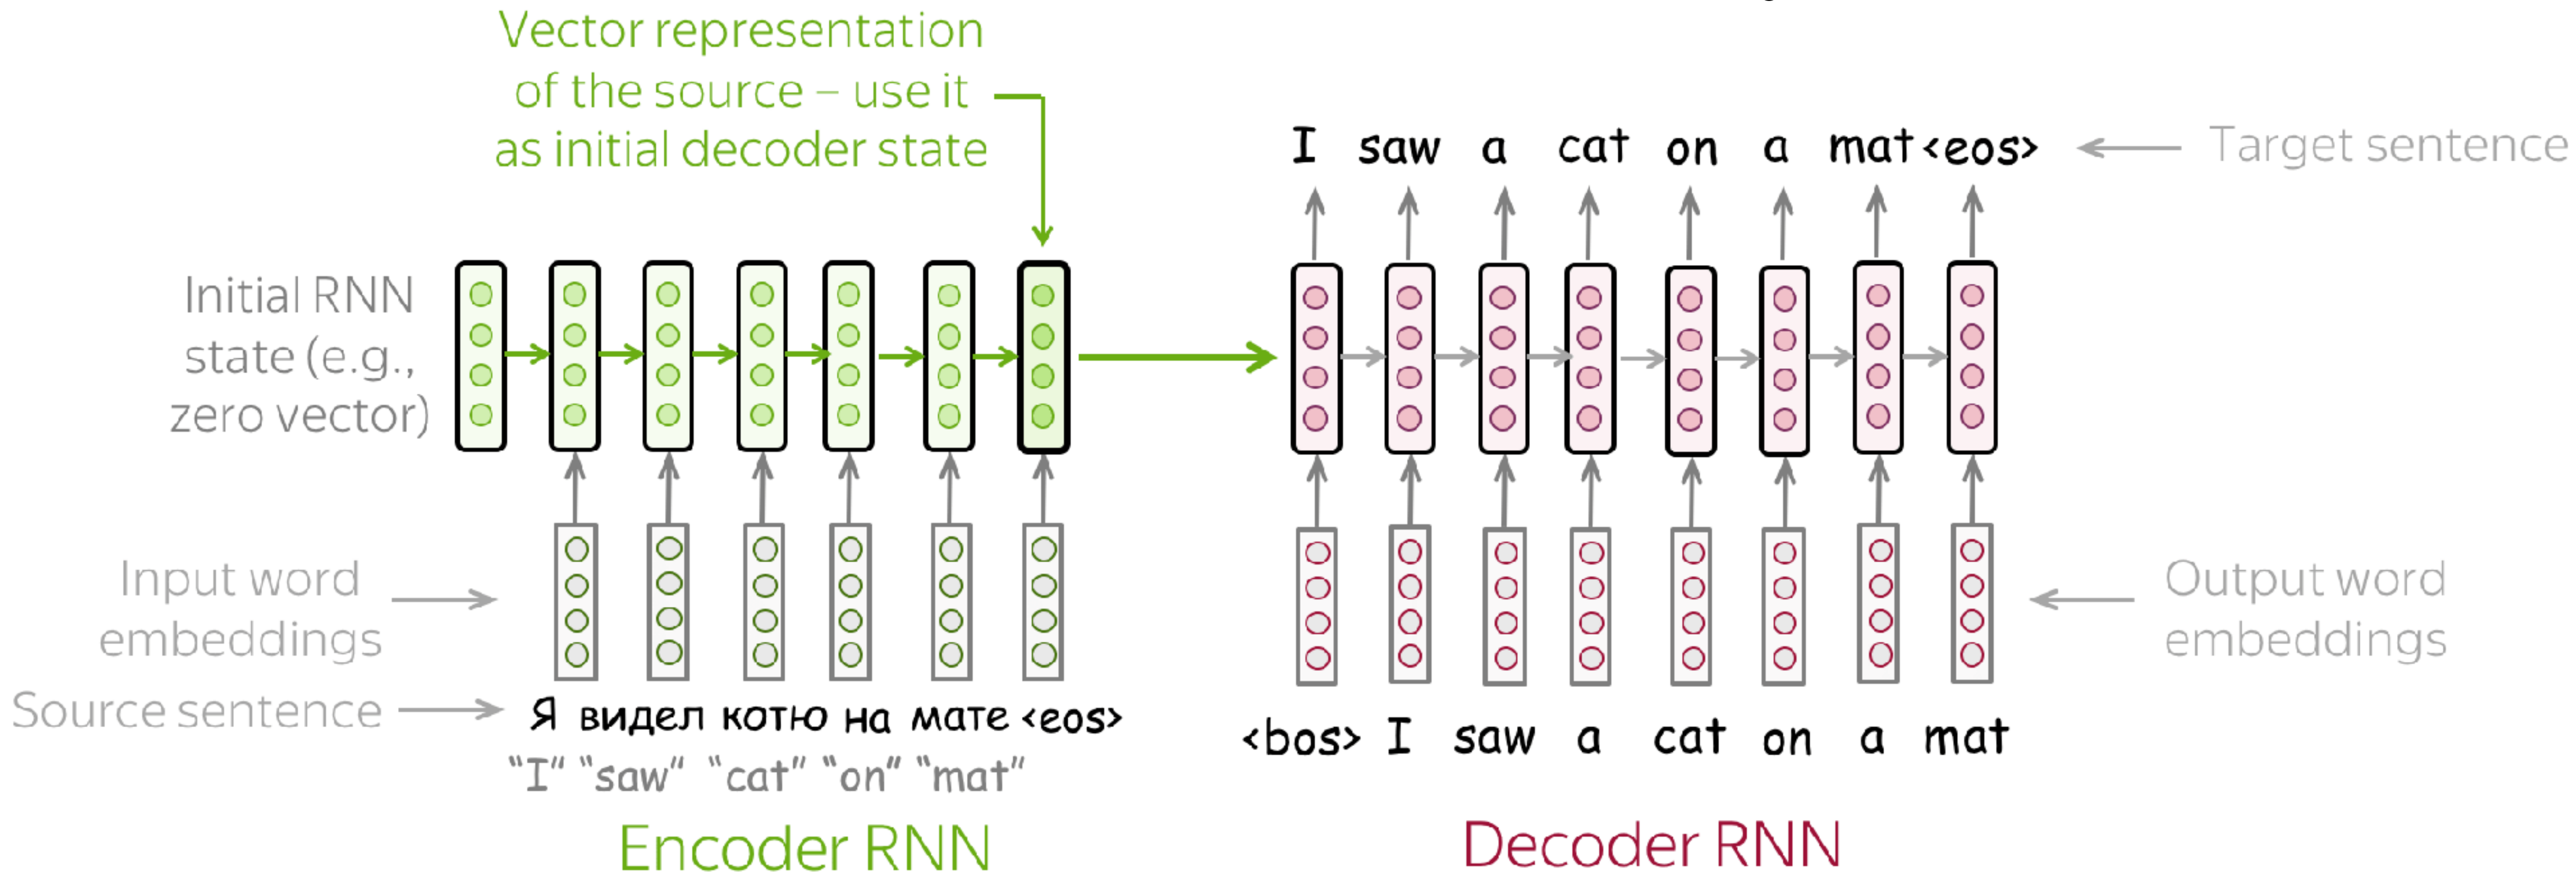 Vector representation
of the source – use it
as initial decoder state
I saw a cat on a mat <eos>
Target sentence
Initial RNN
state (e.g.,
zero vector)
Input word
embeddings
Output word
embeddings
Source sentence
Я видел котю на мате <eos>
"I" "saw" "cat" "on" "mat"
<bos> I saw a cat on a mat
Encoder RNN
Decoder RNN